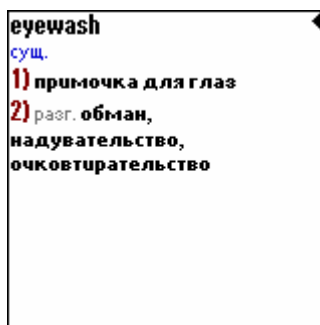 eyewash
сущ.
1) примочка для глаз
2) разг. обман,
надувательство,
очковтирательство